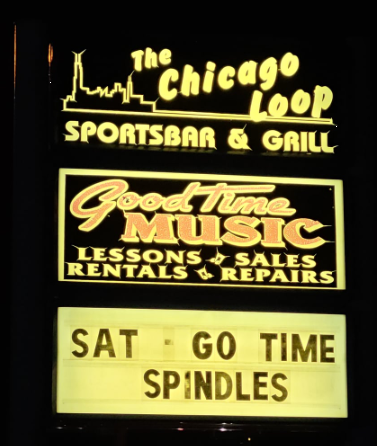 The Chicago Loop
SPORTSBAR & GRILL
Good Time
MUSIC
LESSONS SALES
RENTALS REPAIRS
SAT - GO TIME
SPINDLES